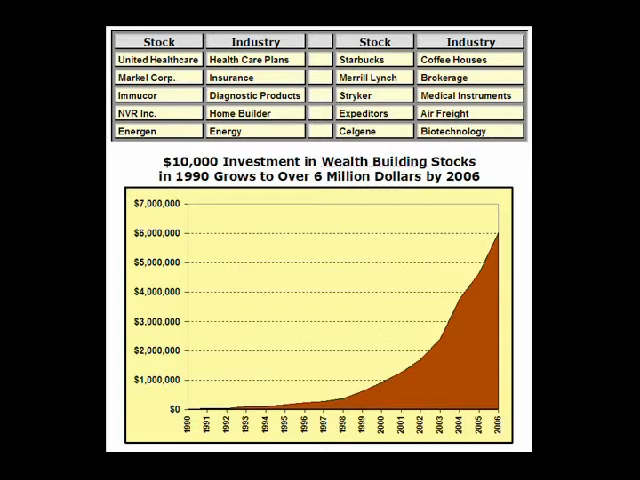 Stock Industry Stock Industry
United Healthcare Health Care Plans Starbucks Coffee Houses
Markel Corp. Insurance Merrill Lynch Brokerage
Immucor Diagnostic Products Stryker Medical Instruments
NVR Inc. Home Builder Expeditors Air Freight
Energen Energy Celgene Biotechnology
$10,000 Investment in Wealth Building Stocks
in 1990 Grows to Over 6 Million Dollars by 2006
$7,000,000
$6,000,000
$5,000,000
$4,000,000
$3,000,000
$2,000,000
$1,000,000
$0
1990 1991 1992 1993 1994 1995 1996 1997 1998 1999 2000 2001 2002 2003 2004 2005 2006